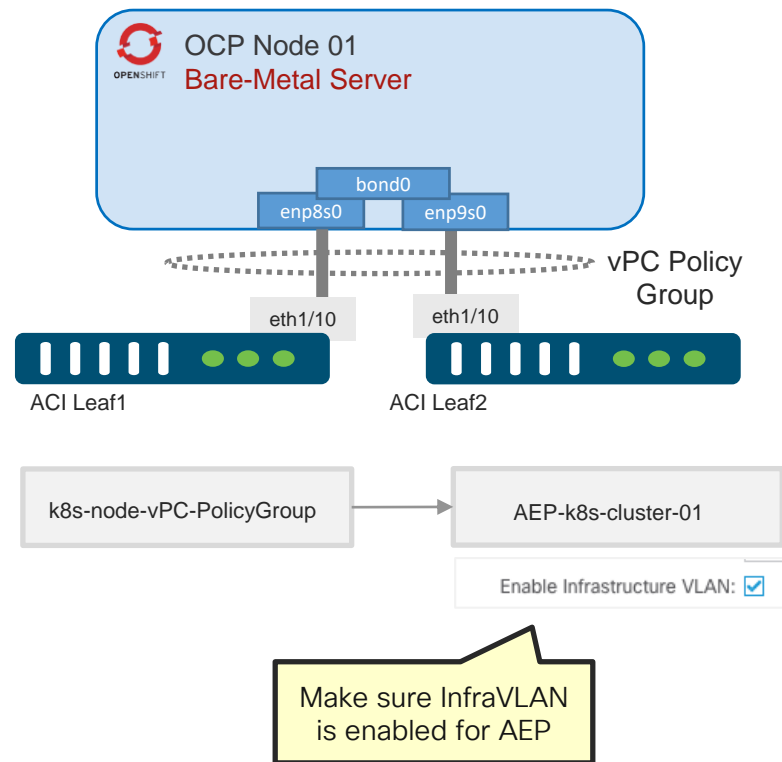 OPENSHIFT
OCP Node 01
Bare-Metal Server
bond0
enp8s0
enp9s0
vPC Policy
Group
eth1/10
eth1/10
ACI Leaf1
ACI Leaf2
k8s-node-vPC-PolicyGroup
AEP-k8s-cluster-01
Enable Infrastructure VLAN:
Make sure InfraVLAN
is enabled for AEP